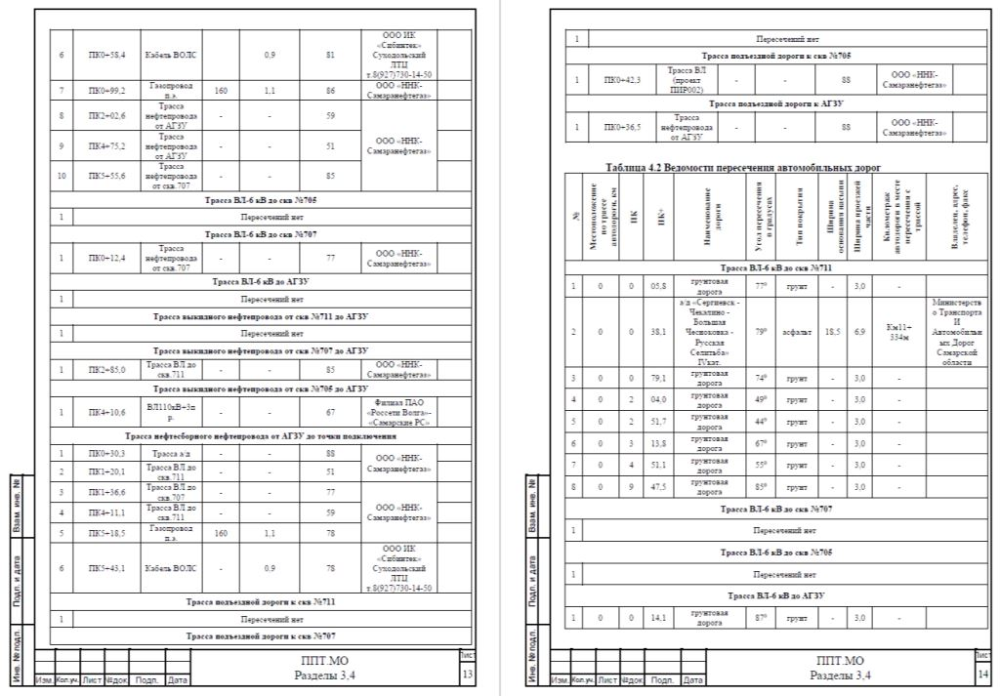 6 ПК0+58,4 Кабель ВОЛС 0,9 81 ООО ИК «Сибинтек» Суходольский ЛТЦ т.8(927)730-14-50
7 ПК0+99,2 Газопровод п.э. 160 1,1 86 ООО «ННК-Самаранефтегаз»
8 ПК2+02,6 Трасса нефтепровода от АГЗУ - - 59 ООО «ННК-Самаранефтегаз»
9 ПК4+75,2 Трасса нефтепровода от АГЗУ - - 51
10 ПК5+55,6 Трасса нефтепровода от скв.707 - - 85
Трасса ВЛ-6 кВ до скв №705
1 Пересечений нет
Трасса ВЛ-6 кВ до скв №707
1 ПК0+12,4 Трасса нефтепровода от скв.707 - - 77 ООО «ННК-Самаранефтегаз»
Трасса ВЛ-6 кВ до АГЗУ
1 Пересечений нет
Трасса выкидного нефтепровода от скв №711 до АГЗУ
1 Пересечений нет
Трасса выкидного нефтепровода от скв №707 до АГЗУ
1 ПК2+85,0 Трасса ВЛ до скв.711 - - 85 ООО «ННК-Самаранефтегаз»
Трасса выкидного нефтепровода от скв №705 до АГЗУ
1 ПК4+10,6 ВЛ110кВ+3пр. - - 67 Филиал ПАО «Россети Волга»-«Самарские РС»
Трасса нефтесборного нефтепровода от АГЗУ до точки подключения
1 ПК0+30,3 Трасса а/д - - 88 ООО «ННК-Самаранефтегаз»
2 ПК1+20,1 Трасса ВЛ до скв.711 - - 51
3 ПК1+36,6 Трасса ВЛ до скв.707 - - 77 ООО «ННК-Самаранефтегаз»
4 ПК4+11,1 Трасса ВЛ до скв.711 - - 59
5 ПК5+18,5 Газопровод п.э. 160 1,1 78
6 ПК5+43,1 Кабель ВОЛС - 0,9 78 ООО ИК «Сибинтек» Суходольский ЛТЦ т.8(927)730-14-50
Трасса подъездной дороги к скв №711
1 Пересечений нет
Трасса подъездной дороги к скв №707
Взам. инв. №
Подп. и дата
Инв. № подл.
Изм. Кол.уч. Лист №док Подп. Дата
ППТ.МО
Разделы 3,4
Лист
13
1 Пересечений нет
Трасса подъездной дороги к скв №705
1 ПК0+42,3 Трасса ВЛ (проект ПИР002) - - 88 ООО «ННК-Самаранефтегаз»
Трасса подъездной дороги к АГЗУ
1 ПК0+36,5 Трасса нефтепровода от АГЗУ - - 88 ООО «ННК-Самаранефтегаз»
Таблица 4.2 Ведомости пересечения автомобильных дорог
№ Местоположение по трассе автодороги, км ПК ПК+ Наименование дороги Угол пересечения в градусах Тип покрытия Ширина основания насыпи Ширина проезжей части Километраж автодороги в месте пересечения с трассой Владелец, адрес, телефон, факс
Трасса ВЛ-6 кВ до скв №711
1 0 0 05,8 грунтовая дорога 77⁰ грунт - 3,0 -
2 0 0 38,1 а/д «Сергиевск - Чекалино - Большая Чесноковка - Русская Селитьба» IVкат. 79⁰ асфальт 18,5 6,9 Км11+ 334м Министерство Транспорта И Автомобильных Дорог Самарской области
3 0 0 79,1 грунтовая дорога 74⁰ грунт - 3,0 -
4 0 2 04,0 грунтовая дорога 49⁰ грунт - 3,0 -
5 0 2 51,7 грунтовая дорога 44⁰ грунт - 3,0 -
6 0 3 13,8 грунтовая дорога 67⁰ грунт - 3,0 -
7 0 4 51,1 грунтовая дорога 55⁰ грунт - 3,0 -
8 0 9 47,5 грунтовая дорога 85⁰ грунт - 3,0 -
Трасса ВЛ-6 кВ до скв №707
1 Пересечений нет
Трасса ВЛ-6 кВ до скв №705
1 Пересечений нет
Трасса ВЛ-6 кВ до АГЗУ
1 0 0 14,1 грунтовая дорога 87⁰ грунт - 3,0 -
Взам. инв. №
Подп. и дата
Инв. № подл.
Изм. Кол.уч. Лист №док Подп. Дата
ППТ.МО
Разделы 3,4
Лист
14